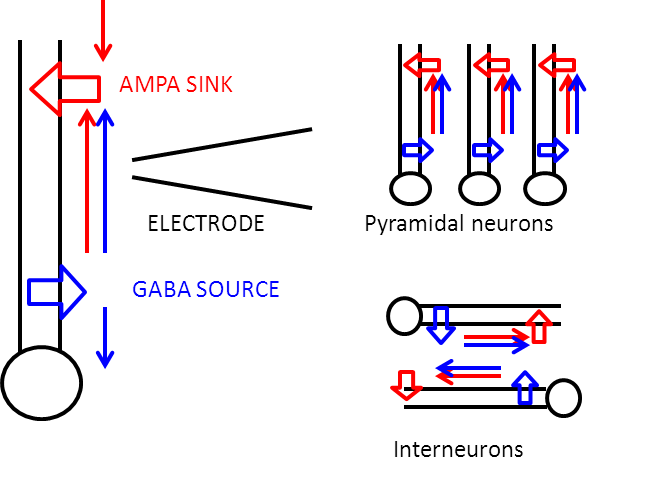 AMPA SINK
ELECTRODE
GABA SOURCE
Pyramidal neurons
Interneurons